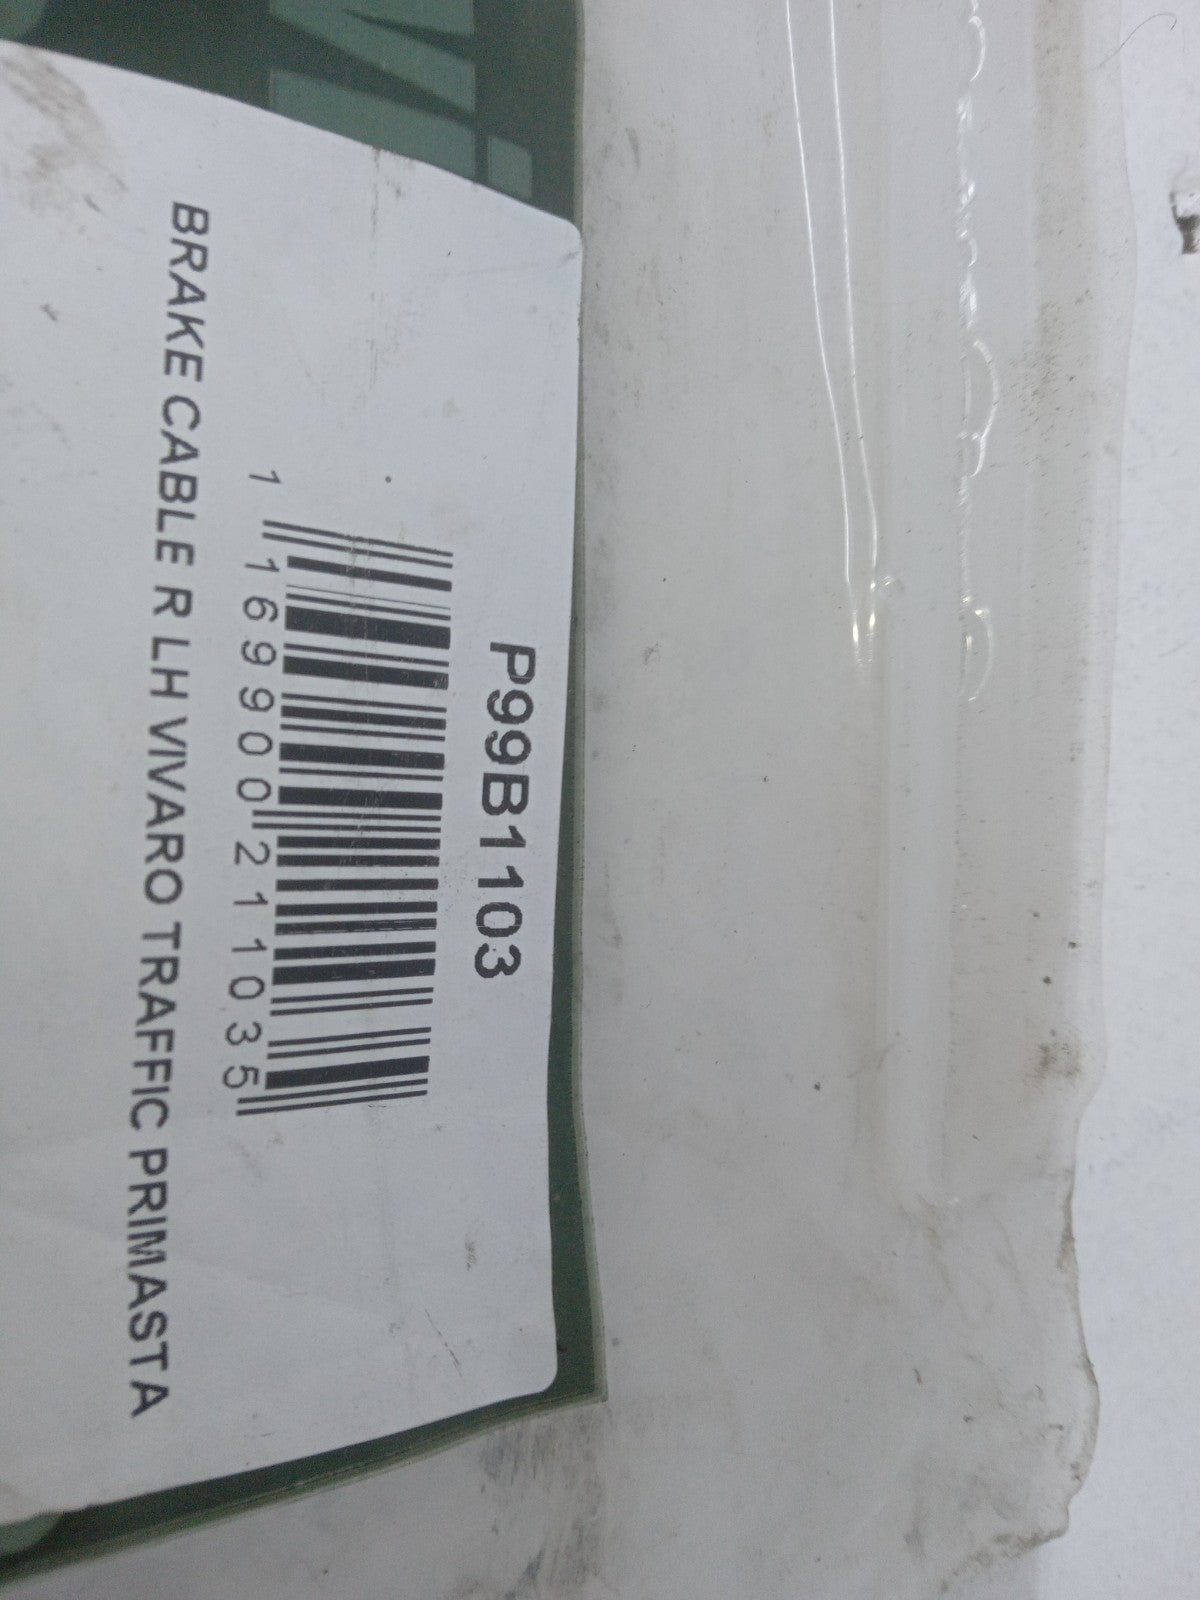 P99B1103
1 169900 211035
BRAKE CABLE R LH VIVARO TRAFFIC PRIMASTA